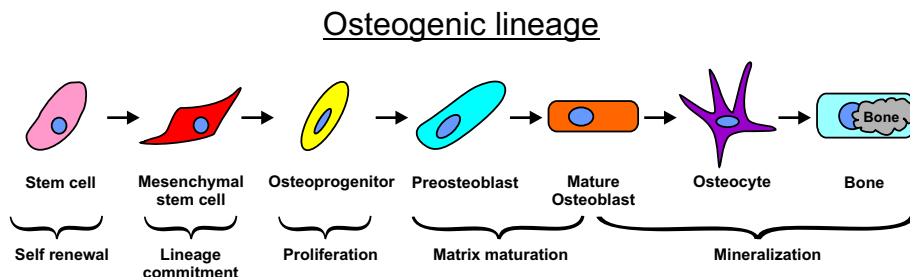 Osteogenic lineage
Bone
Stem cell
Mesenchymal
stem cell
Osteoprogenitor
Preosteoblast
Mature
Osteoblast
Osteocyte
Bone
Self renewal
Lineage
commitment
Proliferation
Matrix maturation
Mineralization